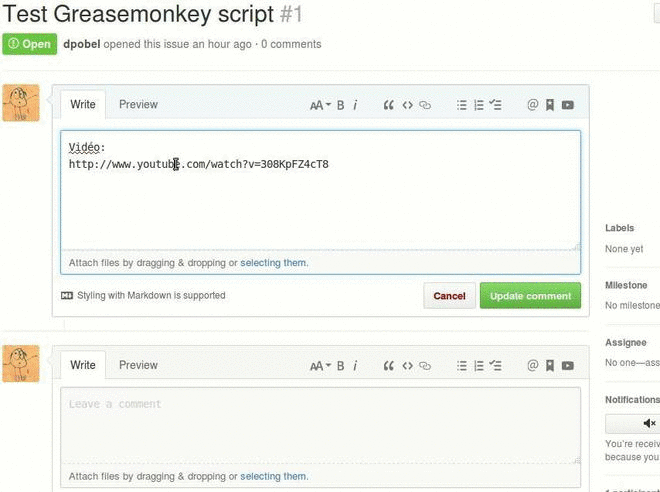 Test Greasemonkey script #1
Open dpobel opened this issue an hour ago · 0 comments
Write Preview AA B i @
Vidéo:
http://www.youtube.com/watch?v=308KpFZ4cT8
Attach files by dragging & dropping or selecting them.
Styling with Markdown is supported Cancel Update comment
Labels
None yet
Milestone
No milestone
Assignee
No one—ass
Notifications
You're receiv
because you
Write Preview AA B i @
Leave a comment
Attach files by dragging & dropping or selecting them.